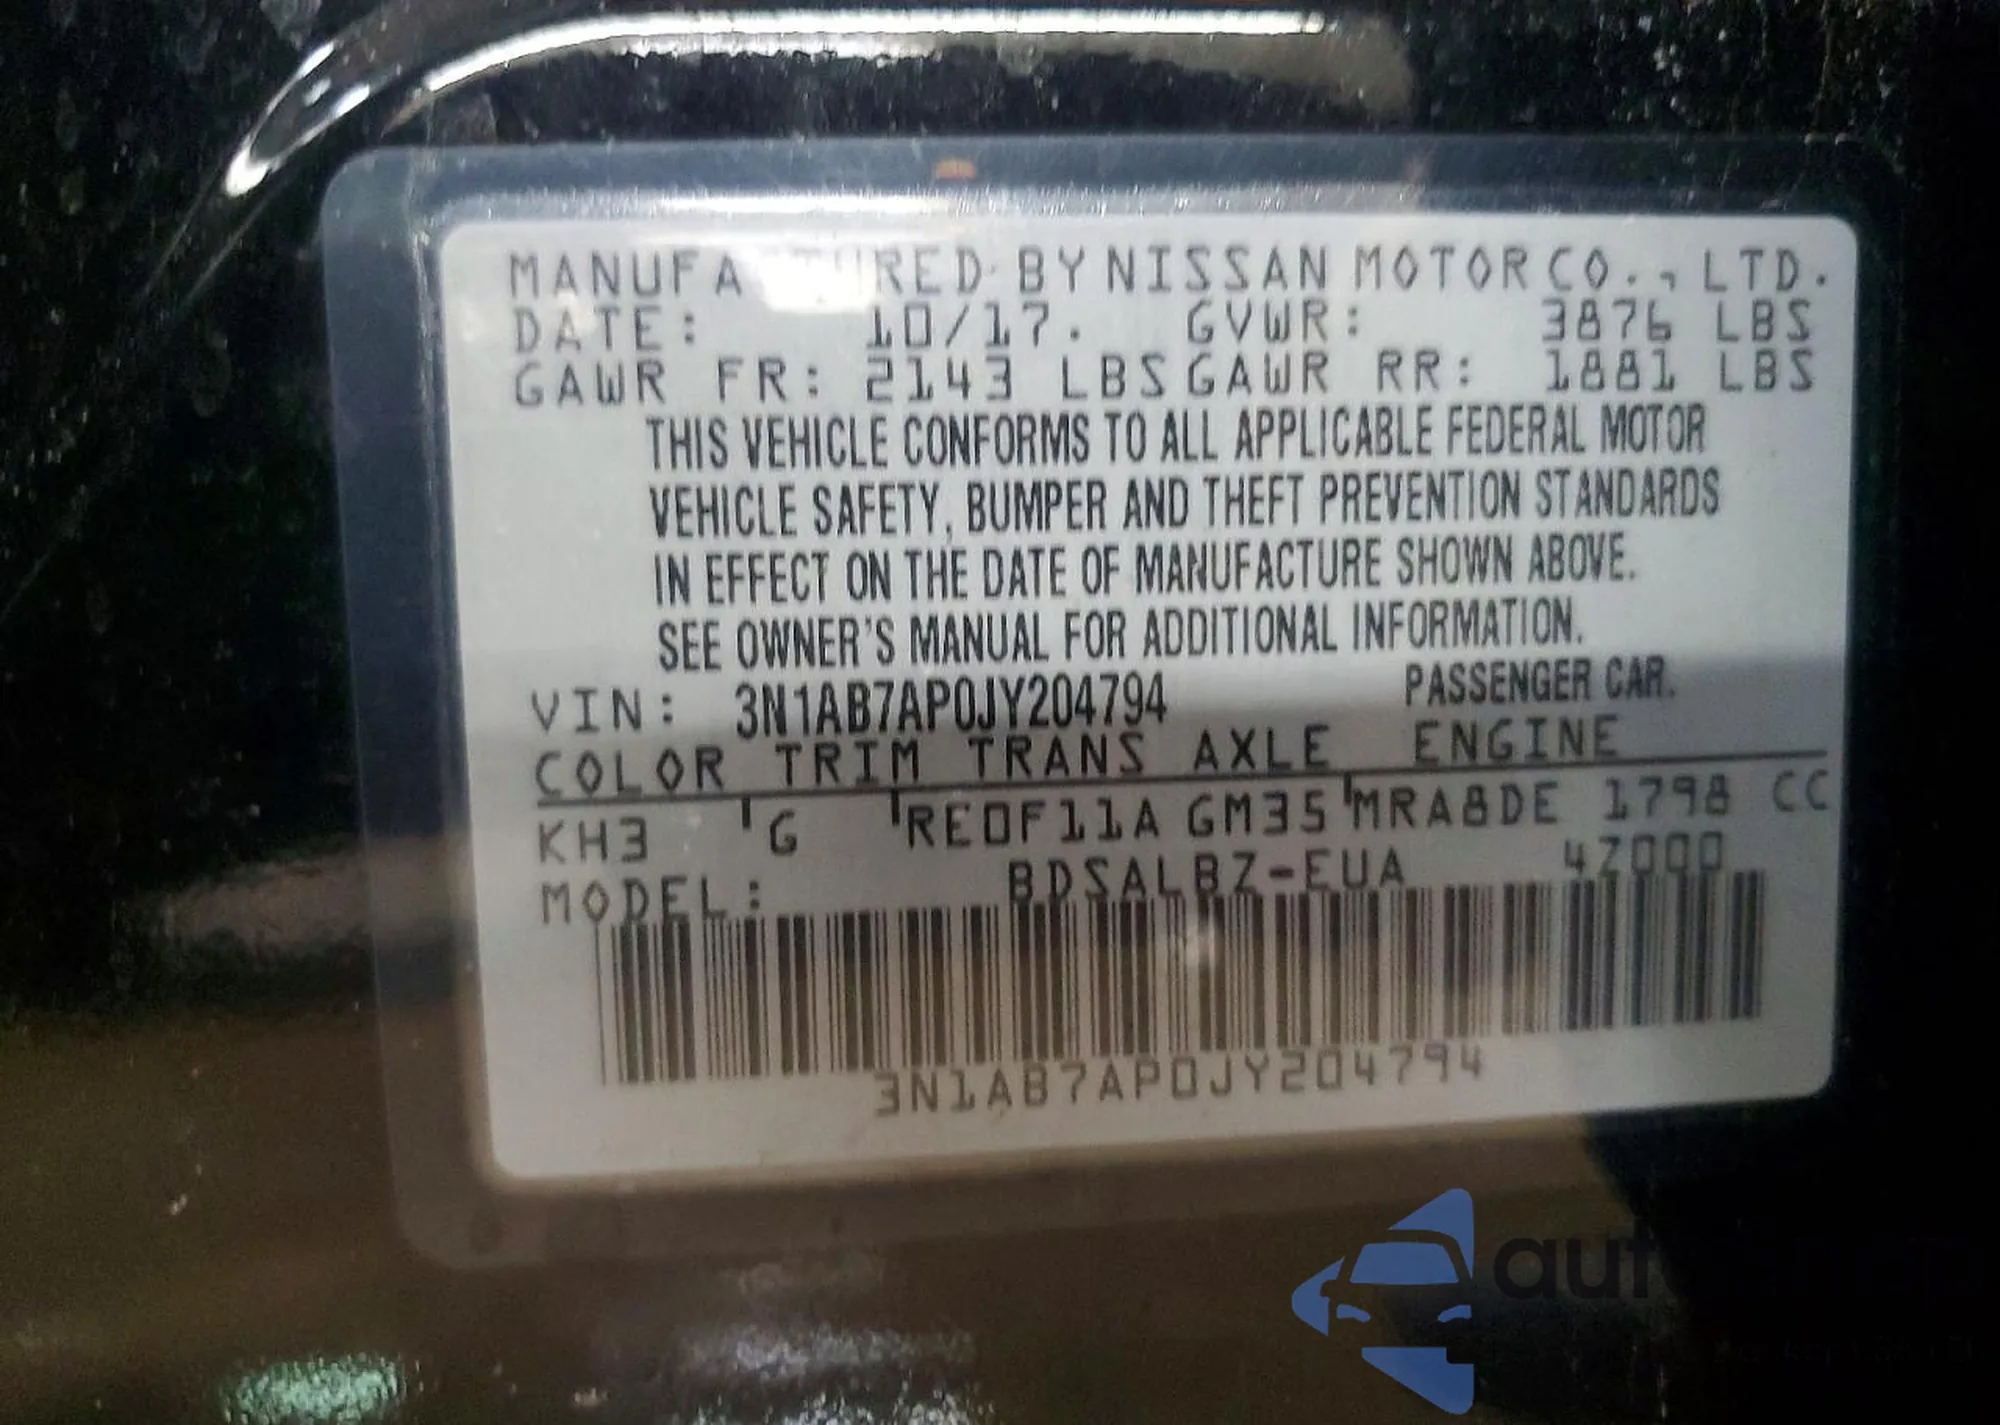 MANUFACTURED BY NISSAN MOTOR CO., LTD.
DATE: 10/17. GVWR: 3876 LBS
GAWR FR: 2143 LBS GAWR RR: 1881 LBS
THIS VEHICLE CONFORMS TO ALL APPLICABLE FEDERAL MOTOR
VEHICLE SAFETY, BUMPER AND THEFT PREVENTION STANDARDS
IN EFFECT ON THE DATE OF MANUFACTURE SHOWN ABOVE.
SEE OWNER'S MANUAL FOR ADDITIONAL INFORMATION.
VIN: 3N1AB7AP0JY204794 PASSENGER CAR.
COLOR TRIM TRANS AXLE ENGINE
KH3 G RE0F11A GM35 MRA8DE 1798 CC
MODEL: BDSALBZ-EUA 4Z000
3N1AB7AP0JY204794